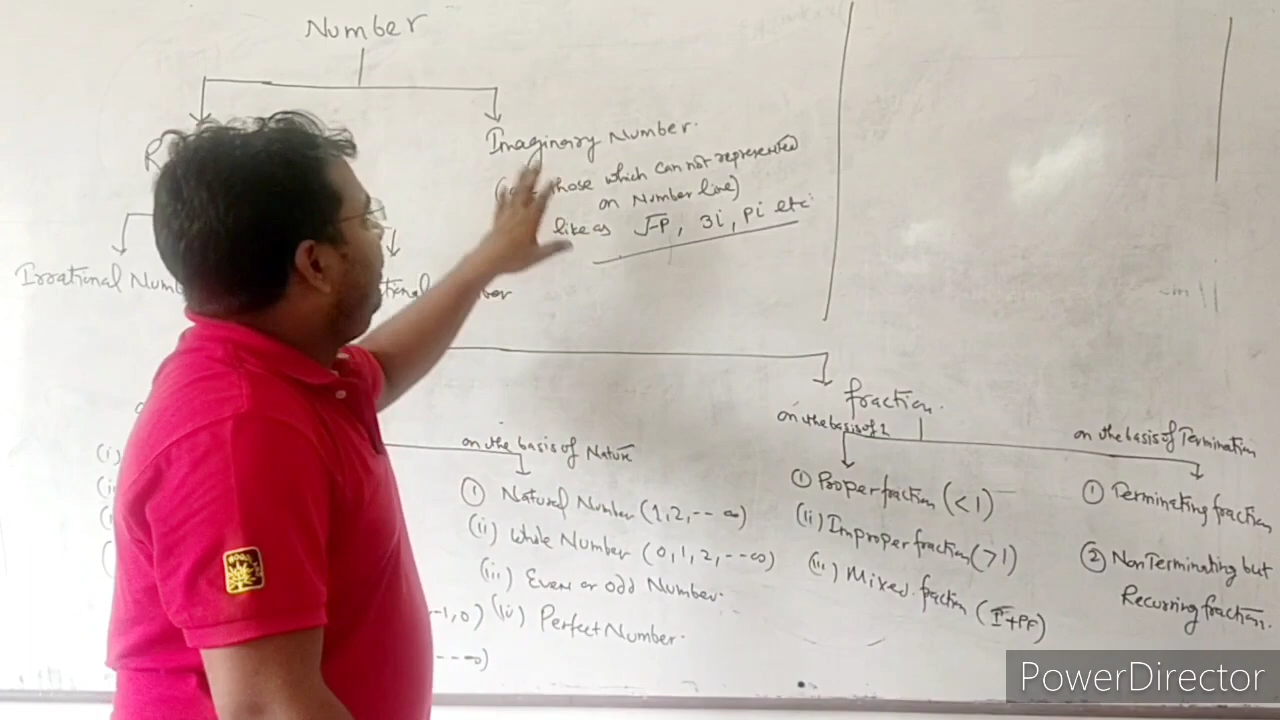 Number
Imaginary Number.
those which can not represented
on Number line)
like as √-P, 3i, Pi etc.
Irrational
fraction.
on the basis of 1
on the basis of Termination
on the basis of Nature
① Natural Number (1, 2, -- ∞)
(ii) Whole Number (0, 1, 2, -- ∞)
(iii) Even or odd Number.
(iv) Perfect Number.
-1, 0)
---∞)
① Proper fraction (< 1)
(ii) Improper fraction (>1)
(iii) Mixed fraction (I+PF)
① Terminating fraction
② Non Terminating but
Recurring fraction.
PowerDirector